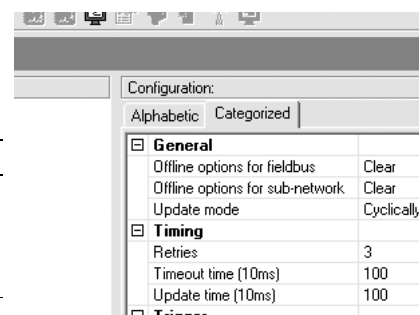 Configuration:
Alphabetic Categorized
General
Offline options for fieldbus Clear
Offline options for sub-network Clear
Update mode Cyclically
Timing
Retries 3
Timeout time (10ms) 100
Update time (10ms) 100
Trigger